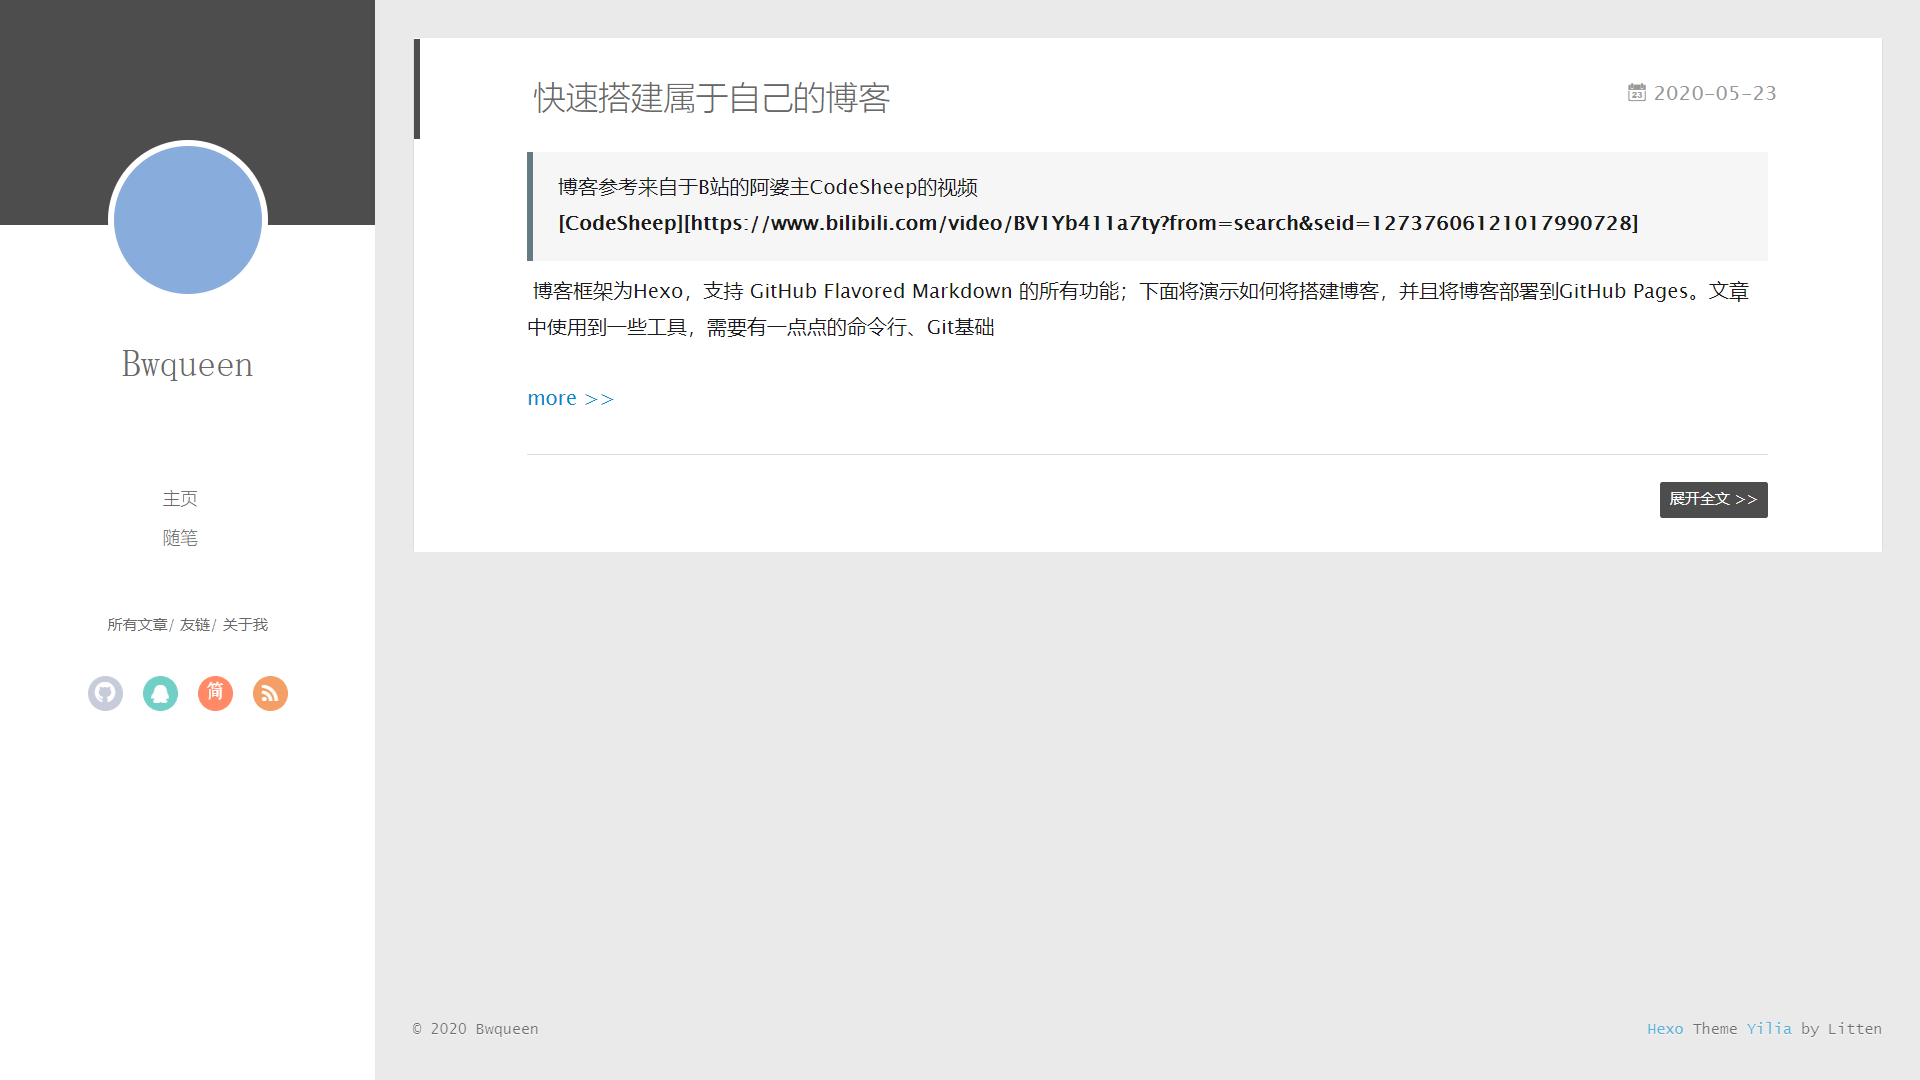 Bwqueen
主页
随笔
所有文章/ 友链/ 关于我
简
快速搭建属于自己的博客
23 2020-05-23
博客参考来自于B站的阿婆主CodeSheep的视频
[CodeSheep][https://www.bilibili.com/video/BV1Yb411a7ty?from=search&seid=12737606121017990728]
博客框架为Hexo，支持 GitHub Flavored Markdown 的所有功能；下面将演示如何将搭建博客，并且将博客部署到GitHub Pages。文章
中使用到一些工具，需要有一点点的命令行、Git基础
more >>
展开全文 >>
© 2020 Bwqueen
Hexo Theme Yilia by Litten